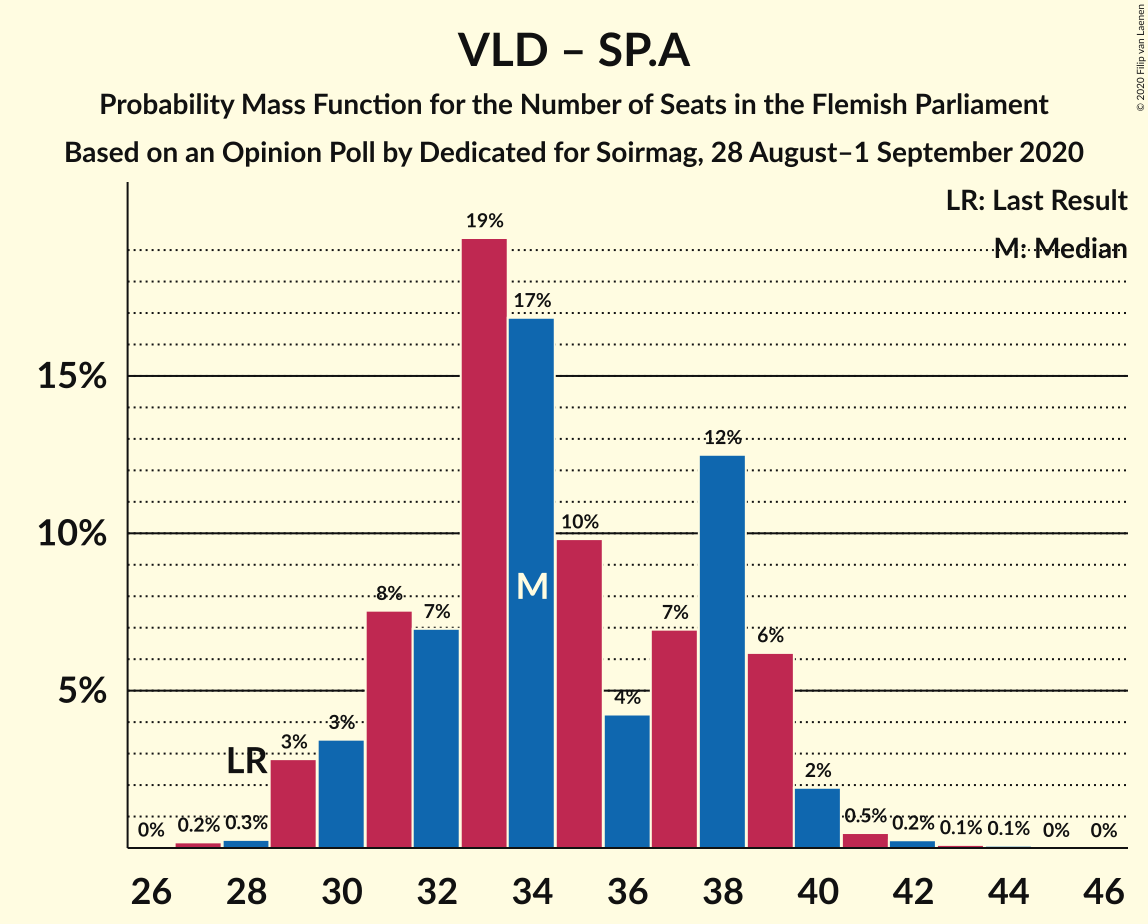 VLD – SP.A
Probability Mass Function for the Number of Seats in the Flemish Parliament
Based on an Opinion Poll by Dedicated for Soirmag, 28 August–1 September 2020
© 2020 Filip van Laenen
LR: Last Result
M: Median
19%
17%
15%
12%
10%
10%
M
8%
7%
7%
6%
5%
4%
3%
3%
LR
2%
0%
0.2%
0.3%
0.5%
0.2%
0.1%
0.1%
0%
0%
26 28 30 32 34 36 38 40 42 44 46